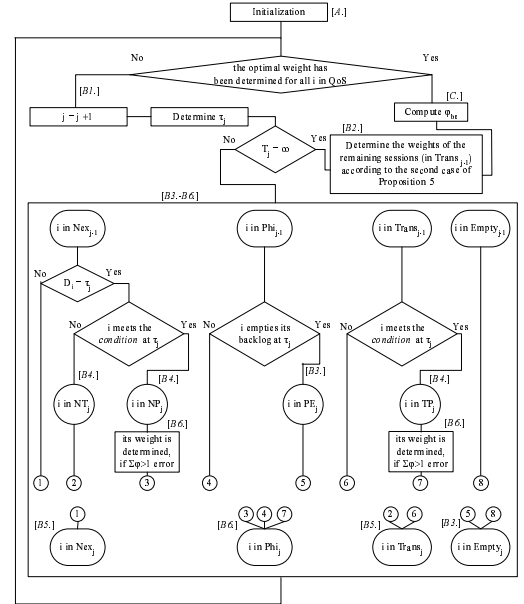 Initialization [A.]
No
the optimal weight has
been determined for all i in QoS
Yes
[B1.]
[C.]
j = j +1
Determine τj
Compute φbe
[B2.]
No
Tj = ∞
Yes
Determine the weights of the
remaining sessions (in Transj-1)
according to the second case of
Proposition 5
[B3.-B6.]
i in Nexj-1
i in Phij-1
i in Transj-1
i in Emptyj-1
No
Di = τj
Yes
No
i meets the
condition at τj
Yes
No
i empties its
backlog at τj
Yes
No
i meets the
condition at τj
Yes
[B4.]
[B4.]
[B3.]
[B4.]
i in NTj
i in NPj
i in PEj
i in TPj
[B6.]
[B6.]
its weight is
determined,
if Σφ>1 error
its weight is
determined,
if Σφ>1 error
1 2 3 4 5 6 7 8
1
3 4 7
2 6
5 8
[B5.]
[B6.]
[B5.]
[B3.]
i in Nexj
i in Phij
i in Transj
i in Emptyj